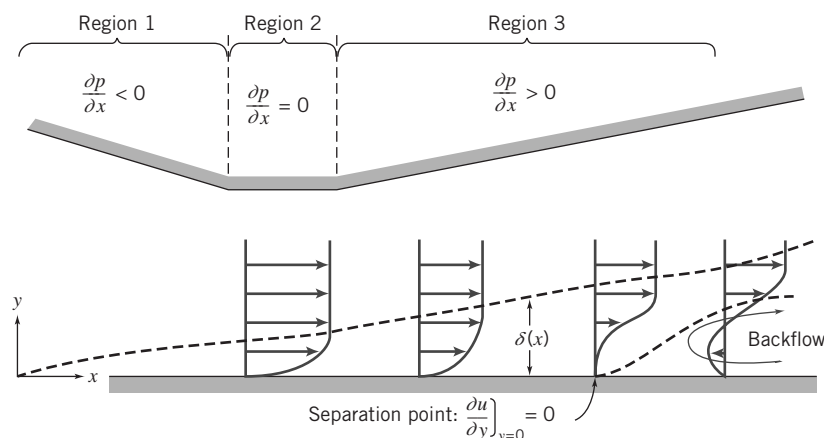 Region 1 Region 2 Region 3
∂p/∂x < 0 ∂p/∂x = 0 ∂p/∂x > 0
y
δ(x)
Backflow
x
Separation point: ∂u/∂y]y=0 = 0